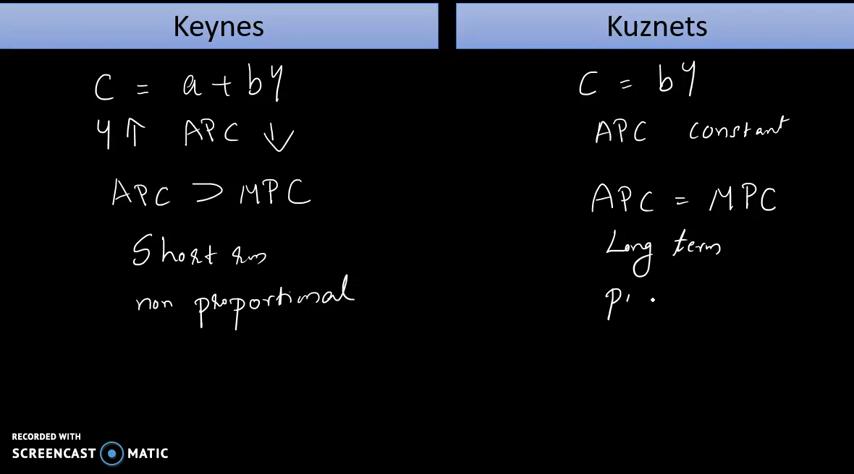 Keynes
Kuznets
C = a + by
C = by
Y ↑ APC ↓
APC constant
APC > MPC
APC = MPC
Short run
Long term
non proportional
RECORDED WITH
SCREENCAST MATIC